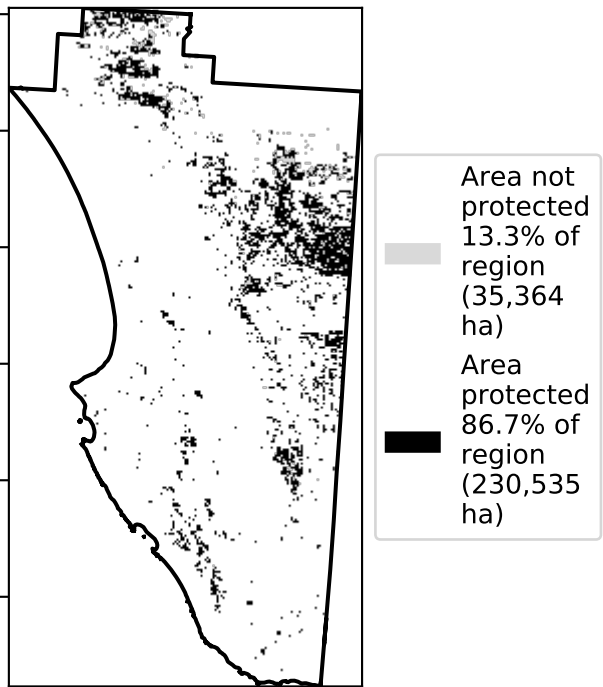 Area not
protected
13.3% of
region
(35,364
ha)
Area
protected
86.7% of
region
(230,535
ha)